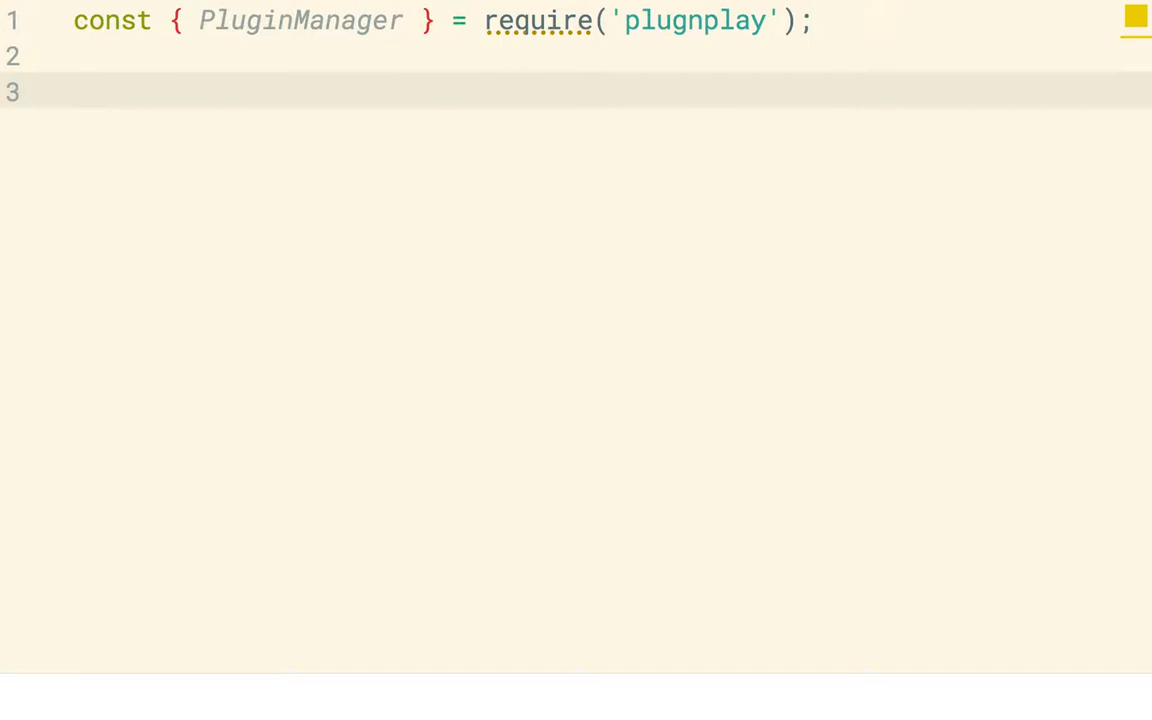 1 const { PluginManager } = require('plugnplay');
2
3